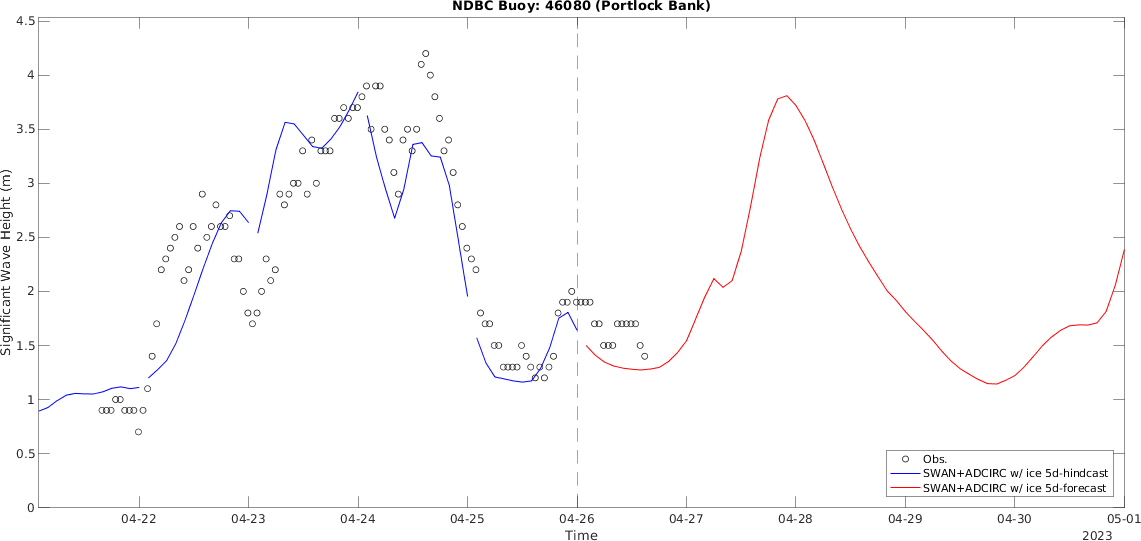 NDBC Buoy: 46080 (Portlock Bank)
4.5
4
3.5
3
2.5
2
1.5
1
0.5
0
Significant Wave Height (m)
Obs.
SWAN+ADCIRC w/ ice 5d-hindcast
SWAN+ADCIRC w/ ice 5d-forecast
04-22 04-23 04-24 04-25 04-26 04-27 04-28 04-29 04-30 05-01
Time
2023